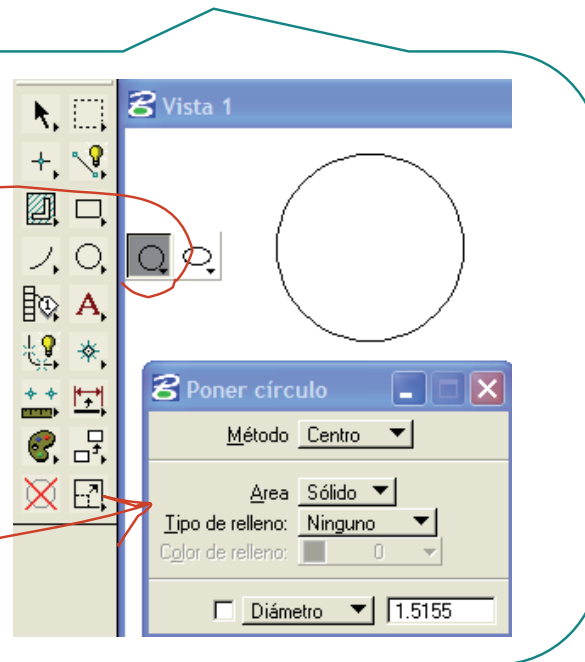 Vista 1
1
A
Poner círculo
Método Centro
Area Sólido
Tipo de relleno: Ninguno
Color de relleno: 0
Diámetro 1.5155